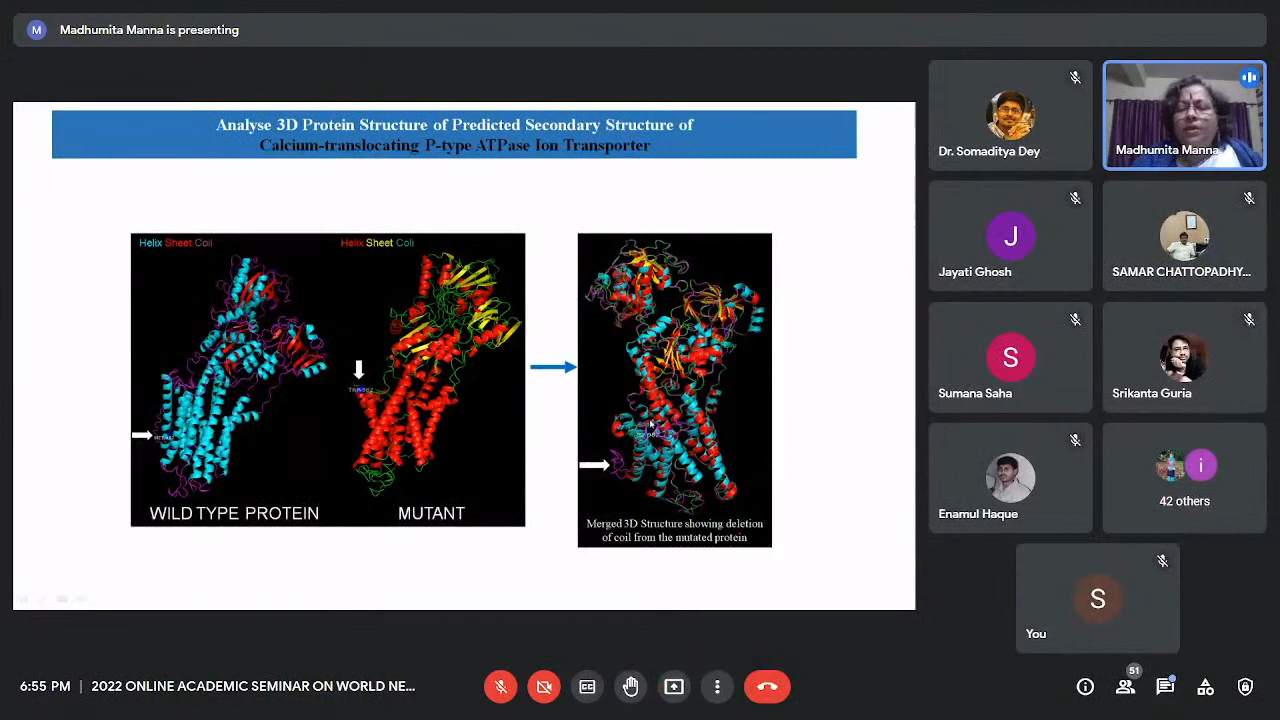 M
Madhumita Manna is presenting
Analyse 3D Protein Structure of Predicted Secondary Structure of
Calcium-translocating P-type ATPase Ion Transporter
Helix Sheet Coil
Helix Sheet Coli
WILD TYPE PROTEIN
MUTANT
Merged 3D Structure showing deletion
of coil from the mutated protein
Dr. Somaditya Dey
Madhumita Manna
J
Jayati Ghosh
SAMAR CHATTOPADHY...
S
Sumana Saha
Srikanta Guria
Enamul Haque
i
42 others
S
You
6:55 PM | 2022 ONLINE ACADEMIC SEMINAR ON WORLD NE...
51